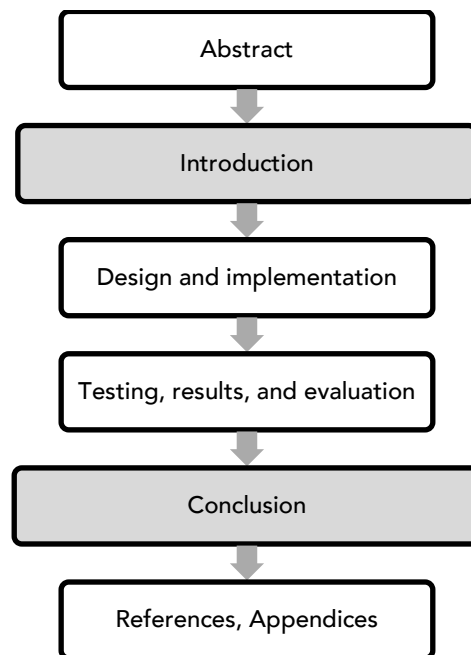 Abstract
Introduction
Design and implementation
Testing, results, and evaluation
Conclusion
References, Appendices